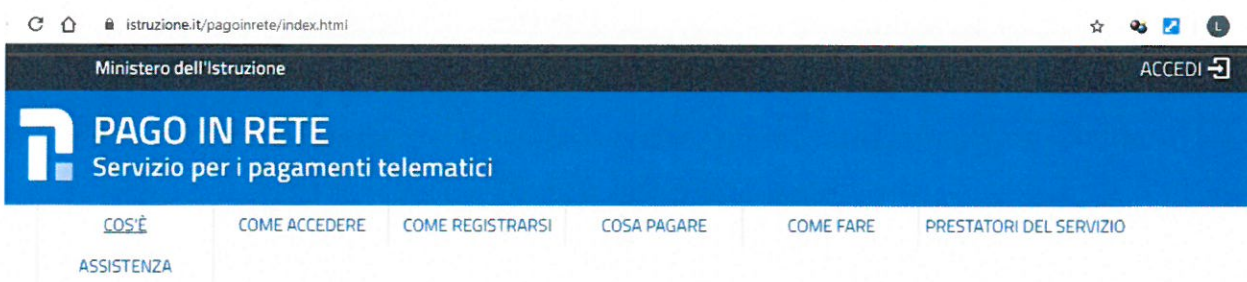 istruzione.it/pagoinrete/index.html
L
Ministero dell'Istruzione
ACCEDI
PAGO IN RETE
Servizio per i pagamenti telematici
COS'È COME ACCEDERE COME REGISTRARSI COSA PAGARE COME FARE PRESTATORI DEL SERVIZIO
ASSISTENZA